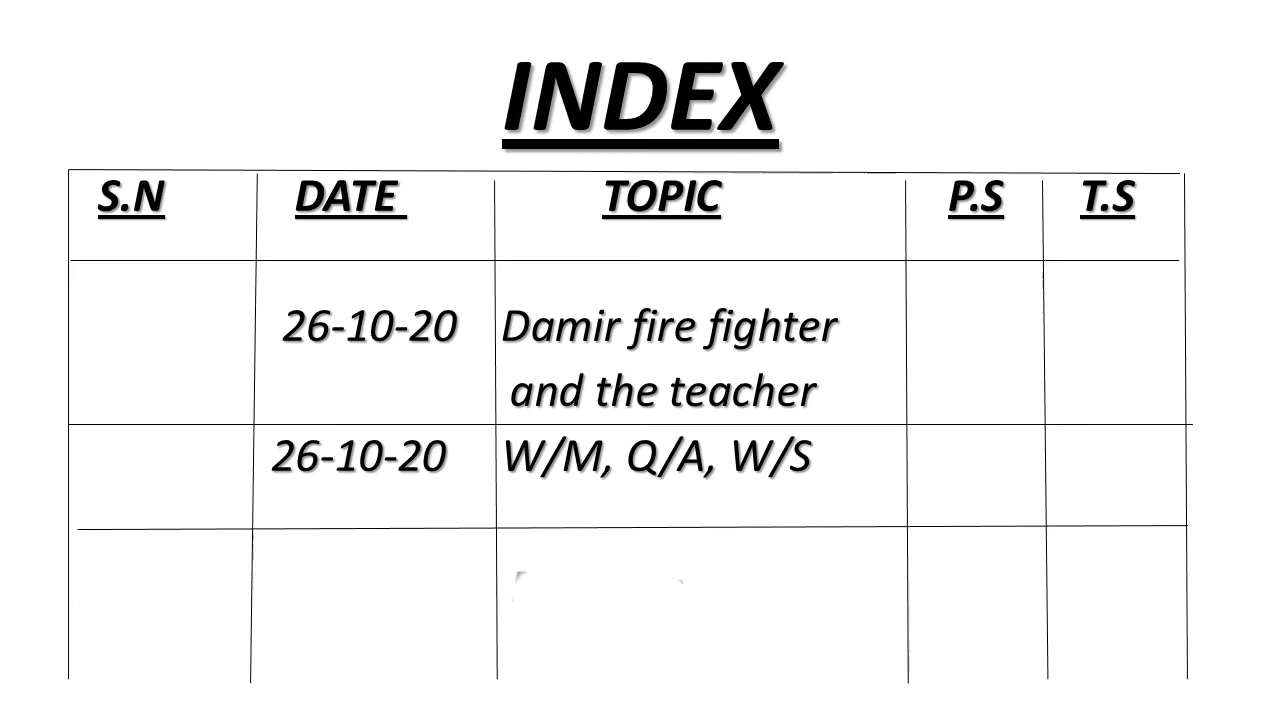 INDEX
S.N DATE TOPIC P.S T.S
26-10-20 Damir fire fighter
and the teacher
26-10-20 W/M, Q/A, W/S